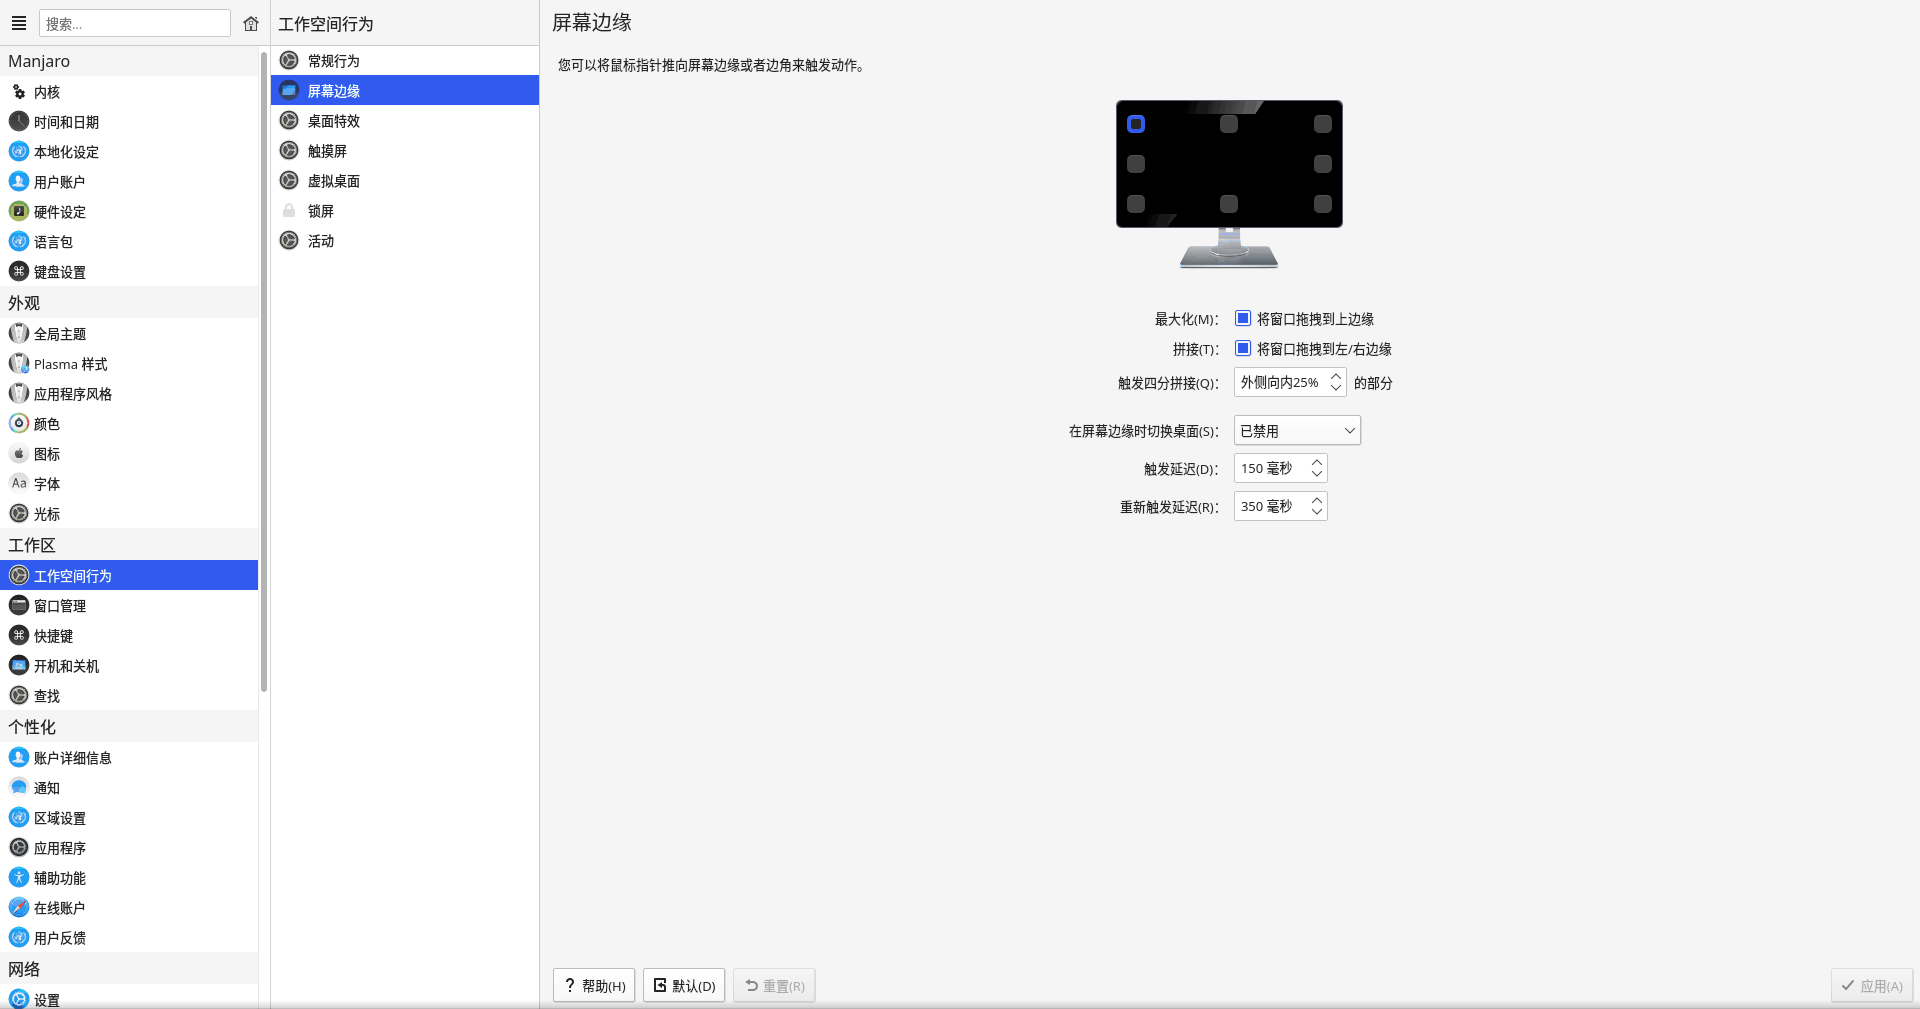 搜索...
Manjaro
内核
时间和日期
本地化设定
用户账户
硬件设定
语言包
键盘设置
外观
全局主题
Plasma 样式
应用程序风格
颜色
图标
Aa 字体
光标
工作区
工作空间行为
窗口管理
快捷键
开机和关机
查找
个性化
账户详细信息
通知
区域设置
应用程序
辅助功能
在线账户
用户反馈
网络
设置
工作空间行为
常规行为
屏幕边缘
桌面特效
触摸屏
虚拟桌面
锁屏
活动
屏幕边缘
您可以将鼠标指针推向屏幕边缘或者边角来触发动作。
最大化(M)： 将窗口拖拽到上边缘
拼接(T)： 将窗口拖拽到左/右边缘
触发四分拼接(Q)： 外侧向内25% 的部分
在屏幕边缘时切换桌面(S)： 已禁用
触发延迟(D)： 150 毫秒
重新触发延迟(R)： 350 毫秒
? 帮助(H) 默认(D) 重置(R) 应用(A)